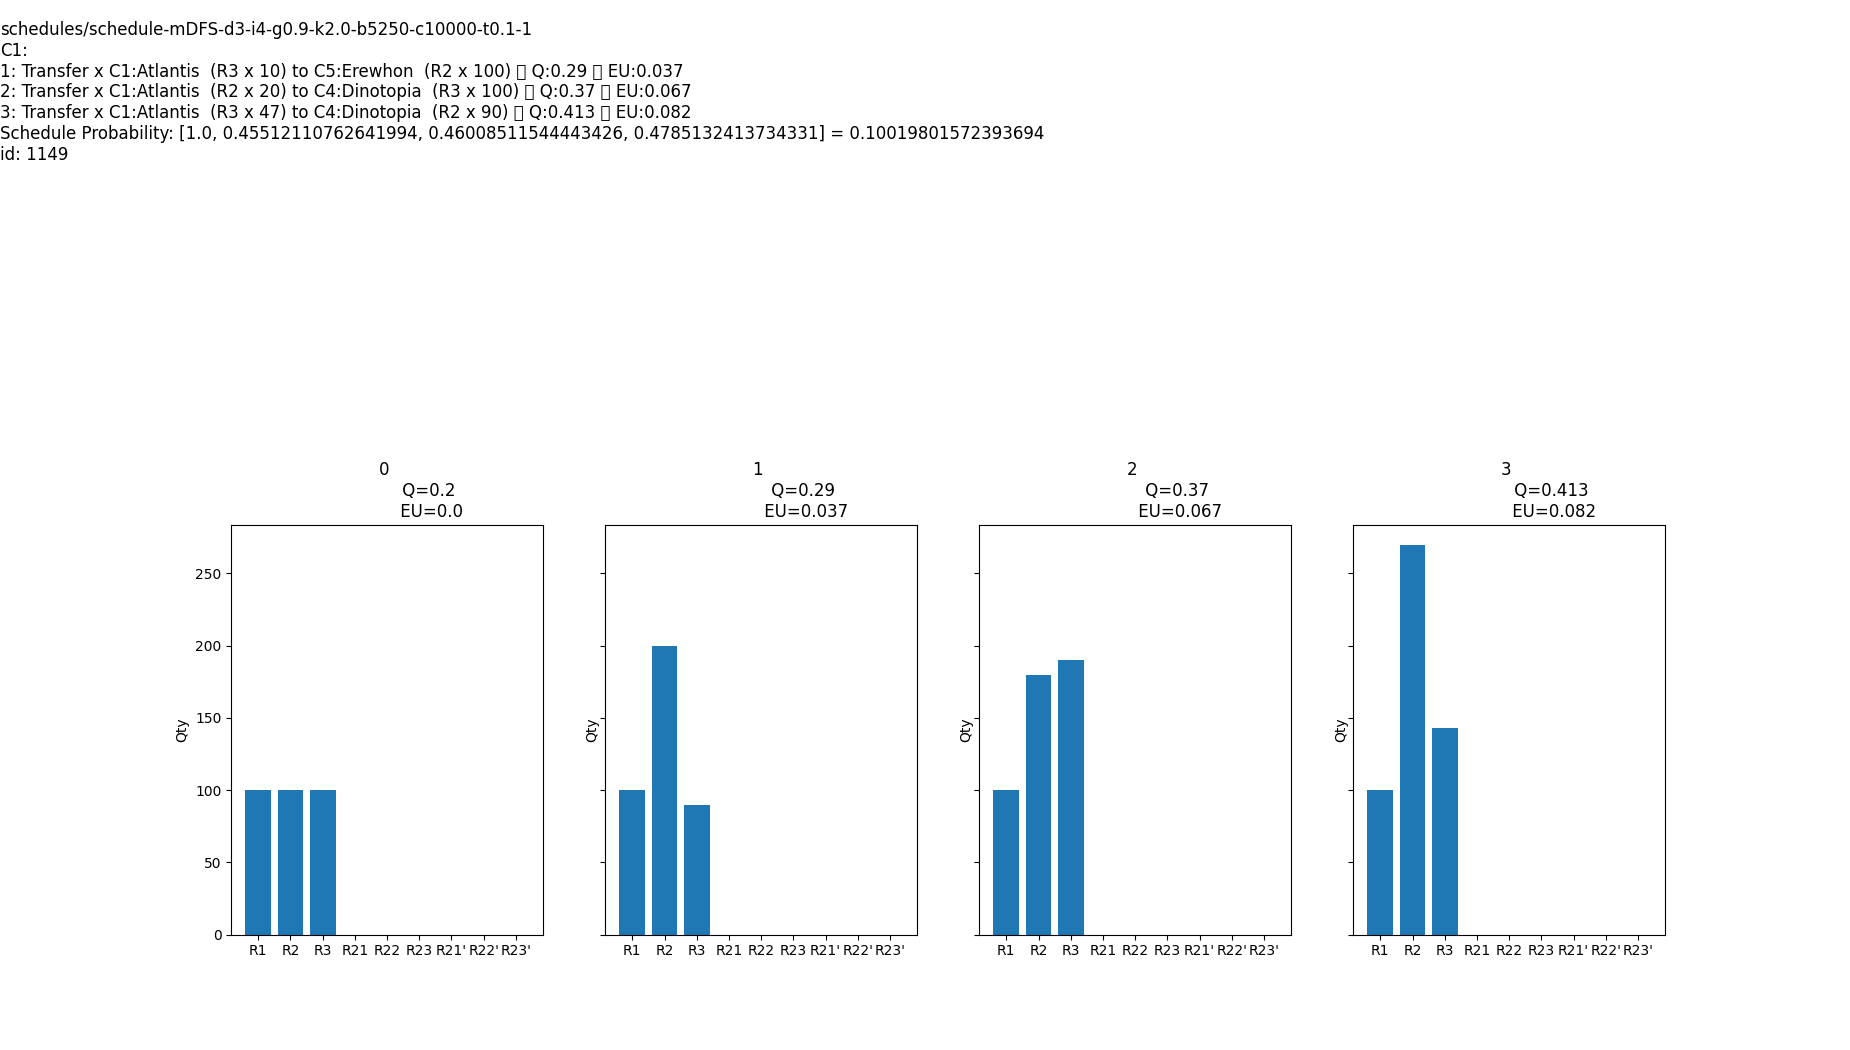 schedules/schedule-mDFS-d3-i4-g0.9-k2.0-b5250-c10000-t0.1-1
C1:
1: Transfer x C1:Atlantis  (R3 x 10) to C5:Erewhon  (R2 x 100) ▯ Q:0.29 ▯ EU:0.037
2: Transfer x C1:Atlantis  (R2 x 20) to C4:Dinotopia  (R3 x 100) ▯ Q:0.37 ▯ EU:0.067
3: Transfer x C1:Atlantis  (R3 x 47) to C4:Dinotopia  (R2 x 90) ▯ Q:0.413 ▯ EU:0.082
Schedule Probability: [1.0, 0.45512110762641994, 0.46008511544443426, 0.4785132413734331] = 0.10019801572393694
id: 1149
0
Q=0.2
EU=0.0
1
Q=0.29
EU=0.037
2
Q=0.37
EU=0.067
3
Q=0.413
EU=0.082
250
200
150
100
50
0
Qty
Qty
Qty
Qty
R1 R2 R3 R21 R22 R23 R21' R22' R23'
R1 R2 R3 R21 R22 R23 R21' R22' R23'
R1 R2 R3 R21 R22 R23 R21' R22' R23'
R1 R2 R3 R21 R22 R23 R21' R22' R23'